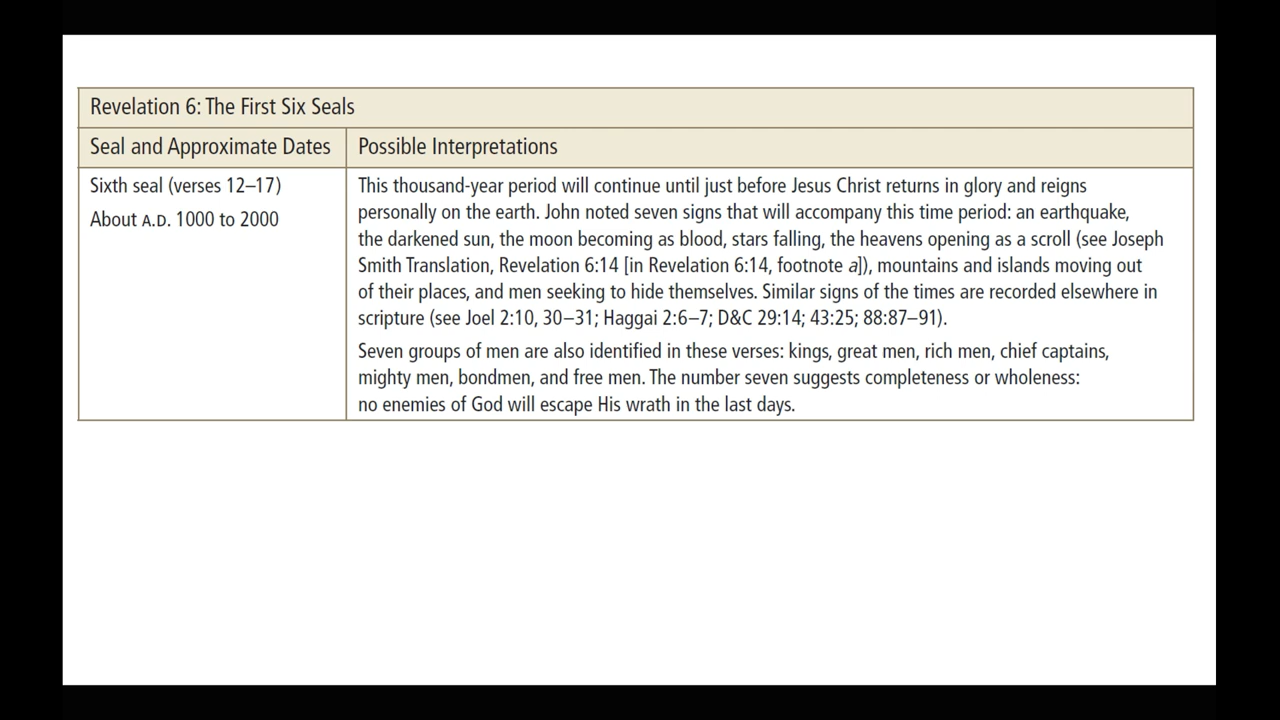 Revelation 6: The First Six Seals
Seal and Approximate Dates
Possible Interpretations
Sixth seal (verses 12–17)
About A.D. 1000 to 2000
This thousand-year period will continue until just before Jesus Christ returns in glory and reigns
personally on the earth. John noted seven signs that will accompany this time period: an earthquake,
the darkened sun, the moon becoming as blood, stars falling, the heavens opening as a scroll (see Joseph
Smith Translation, Revelation 6:14 [in Revelation 6:14, footnote a]), mountains and islands moving out
of their places, and men seeking to hide themselves. Similar signs of the times are recorded elsewhere in
scripture (see Joel 2:10, 30–31; Haggai 2:6–7; D&C 29:14; 43:25; 88:87–91).
Seven groups of men are also identified in these verses: kings, great men, rich men, chief captains,
mighty men, bondmen, and free men. The number seven suggests completeness or wholeness:
no enemies of God will escape His wrath in the last days.